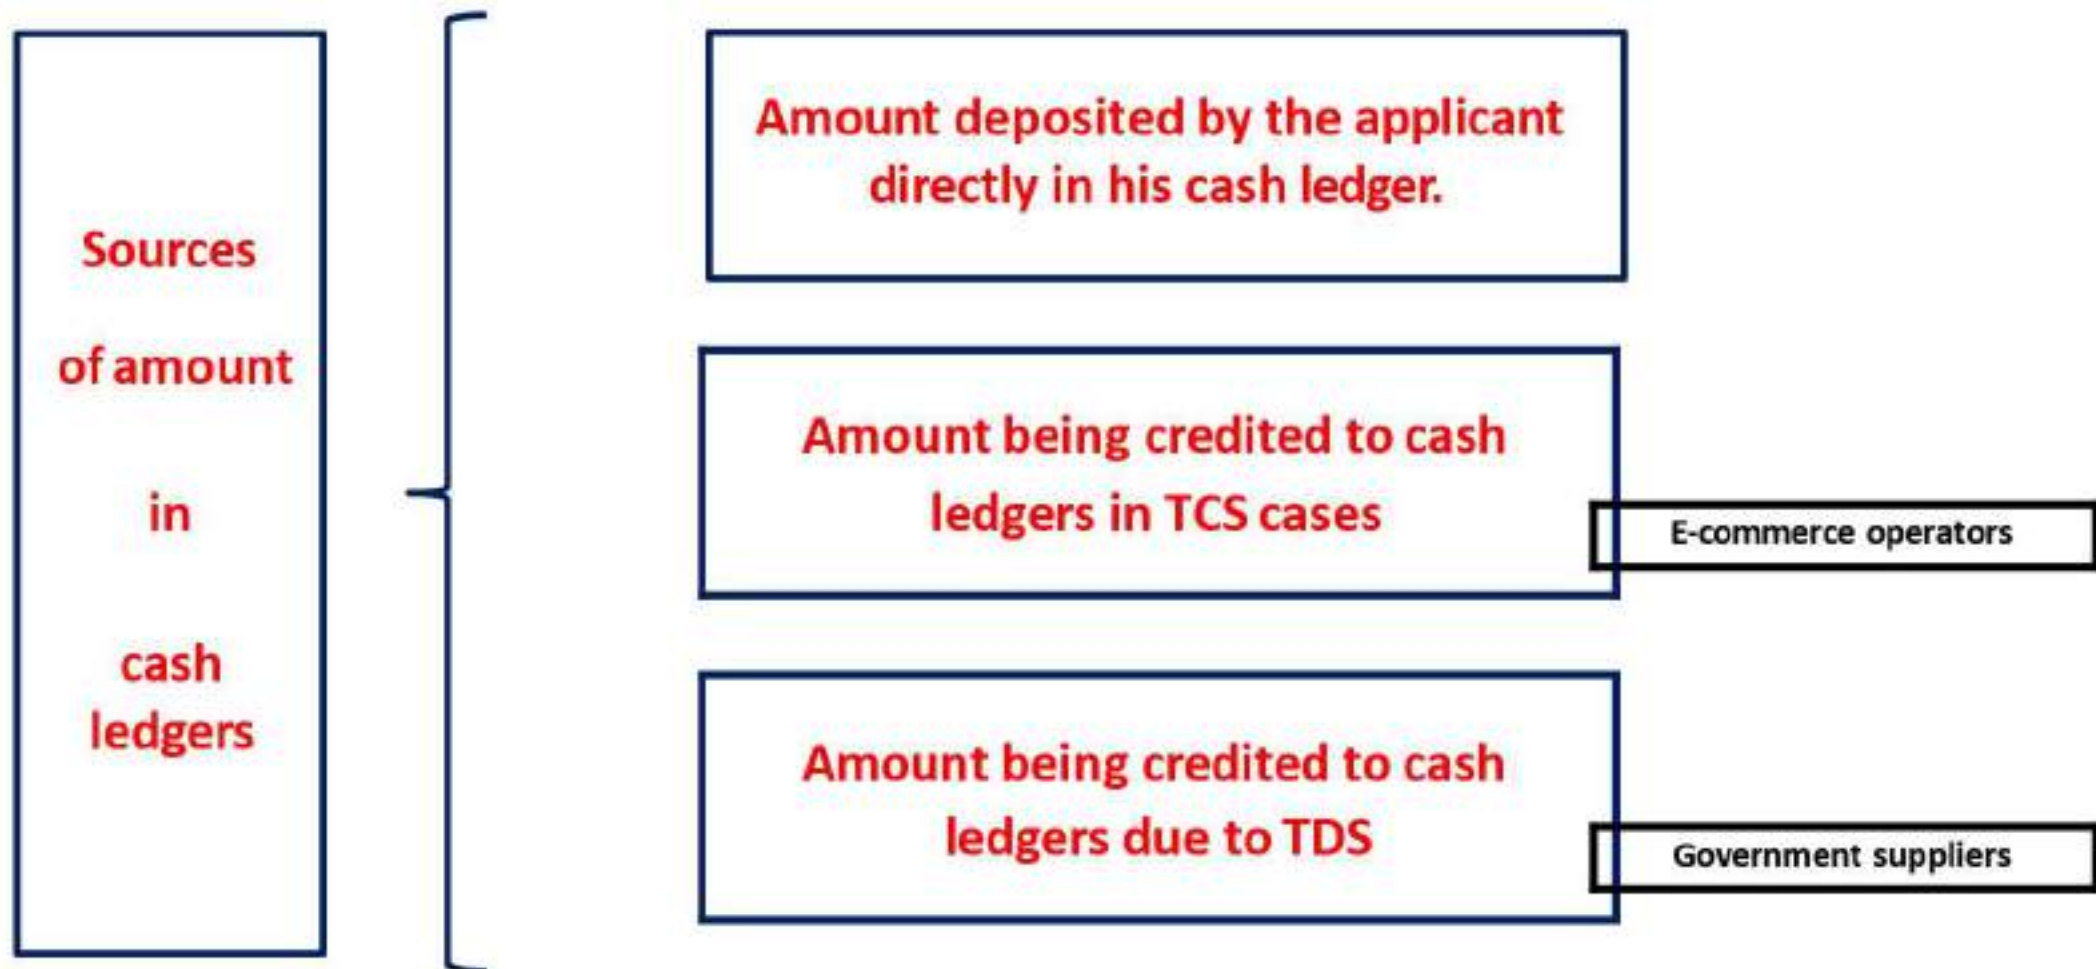 Sources
of amount
in
cash
ledgers
Amount deposited by the applicant
directly in his cash ledger.
Amount being credited to cash
ledgers in TCS cases
E-commerce operators
Amount being credited to cash
ledgers due to TDS
Government suppliers